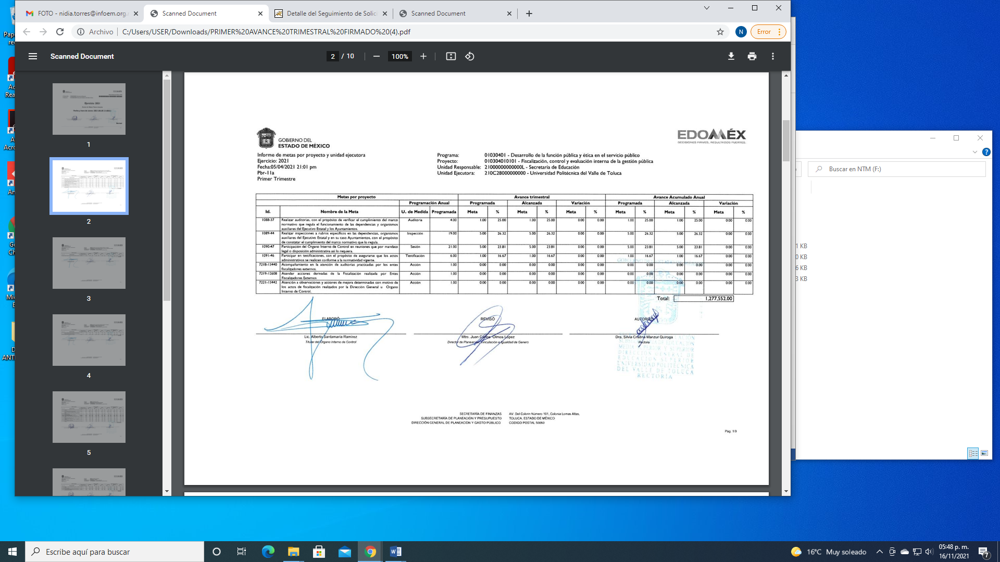 FOTO - nidia.torres@infoem.org.
Scanned Document
Detalle del Seguimiento de Solici
Scanned Document
Archivo
C:/Users/USER/Downloads/PRIMER%20AVANCE%20TRIMESTRAL%20FIRMADO%20(4).pdf
N
Error
Scanned Document
2 / 10
100%
1
2
3
4
5
GOBIERNO DEL
ESTADO DE MÉXICO
EDOMÉX
DECISIONES FIRMES, RESULTADOS FUERTES.
Informe de metas por proyecto y unidad ejecutora
Ejercicio: 2021
Fecha:05/04/2021 21:01 pm
Pbr-11a
Primer Trimestre
Programa: 01030401 - Desarrollo de la función pública y ética en el servicio público
Proyecto: 010304010101 - Fiscalización, control y evaluación interna de la gestión pública
Unidad Responsable: 21000000000000L - Secretaría de Educación
Unidad Ejecutora: 210C28000000000 - Universidad Politécnica del Valle de Toluca
Metas por proyecto Avance trimestral Avance Acumulado Anual
Programación Anual Programada Alcanzada Variación Programada Alcanzada Variación
Id. Nombre de la Meta U. de Medida Programada Meta % Meta % Meta % Meta % Meta % Meta %
1088-37 Realizar auditorías, con el propósito de verificar el cumplimiento del marco Auditoría 4.00 1.00 25.00 1.00 25.00 0.00 0.00 1.00 25.00 1.00 25.00 0.00 0.00
normativo que regula el funcionamiento de las dependencias y organismos
auxiliares del Ejecutivo Estatal y los Ayuntamientos.
1089-44 Realizar inspecciones a rubros específicos en las dependencias, organismos Inspección 19.00 5.00 26.32 5.00 26.32 0.00 0.00 5.00 26.32 5.00 26.32 0.00 0.00
auxiliares del Ejecutivo Estatal y en su caso Ayuntamientos, con el propósito
de constatar el cumplimiento del marco normativo que lo regula.
1090-47 Participación del Órgano Interno de Control en reuniones que por mandato Sesión 21.00 5.00 23.81 5.00 23.81 0.00 0.00 5.00 23.81 5.00 23.81 0.00 0.00
legal o disposición administrativa así lo requiera.
1091-46 Participar en testificaciones, con el propósito de asegurarse que los actos Testificación 6.00 1.00 16.67 1.00 16.67 0.00 0.00 1.00 16.67 1.00 16.67 0.00 0.00
administrativos se realicen conforme a la normatividad vigente.
7218-13440 Acompañamiento en la atención de auditorías practicadas por los entes Acción 1.00 0.00 0.00 0.00 0.00 0.00 0.00 0.00 0.00 0.00 0.00 0.00 0.00
fiscalizadores externos.
7219-12608 Atender acciones derivadas de la Fiscalización realizada por Entes Acción 1.00 0.00 0.00 0.00 0.00 0.00 0.00 0.00 0.00 0.00 0.00 0.00 0.00
Fiscalizadores Externos
7221-13442 Atención a observaciones y acciones de mejora determinadas con motivo de Acción 1.00 0.00 0.00 0.00 0.00 0.00 0.00 0.00 0.00 0.00 0.00 0.00 0.00
los actos de fiscalización realizados por la Dirección General u Organo
Interno de Control.
Total: 1,277,552.00
ELABORÓ
Lic. Alberto Santamaría Ramírez
Titular del Órgano Interno de Control
REVISÓ
Mtro. Juan Carlos Olmos López
Director de Planeación, Vinculación e Igualdad de Genero
AUTORIZÓ
Dra. Silvia Cristina Manzur Quiroga
Rectora
MEDIA SUPERIOR Y SUPERIOR
DIRECCIÓN GENERAL DE
EDUCACIÓN SUPERIOR
UNIVERSIDAD POLITÉCNICA
DEL VALLE DE TOLUCA
RECTORÍA
SECRETARÍA DE FINANZAS
SUBSECRETARÍA DE PLANEACIÓN Y PRESUPUESTO
DIRECCIÓN GENERAL DE PLANEACIÓN Y GASTO PÚBLICO
AV. Del Colorín Número 101, Colonia Lomas Altas,
TOLUCA, ESTADO DE MÉXICO
CODIGO POSTAL 50060
Pág. 1/9
Buscar en NTM (F:)
1 KB
0 KB
6 KB
3 KB
Escribe aquí para buscar
16°C Muy soleado
05:48 p. m.
16/11/2021
7